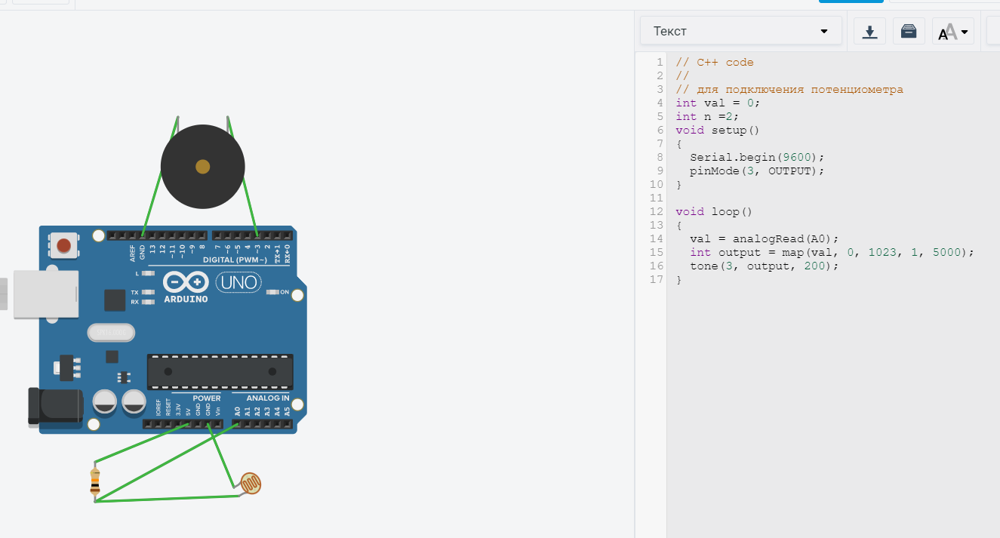 Текст
AA
1 // C++ code
2 //
3 // для подключения потенциометра
4 int val = 0;
5 int n =2;
6 void setup()
7 {
8 Serial.begin(9600);
9 pinMode(3, OUTPUT);
10 }
11
12 void loop()
13 {
14 val = analogRead(A0);
15 int output = map(val, 0, 1023, 1, 5000);
16 tone(3, output, 200);
17 }
AREF GND 13 12 ~11 ~10 ~9 8 7 ~6 ~5 4 ~3 2 TX→1 RX←0
DIGITAL (PWM~)
L
TX
RX
UNO
ON
ARDUINO
POWER ANALOG IN
IOREF RESET 3.3V 5V GND GND Vin A0 A1 A2 A3 A4 A5